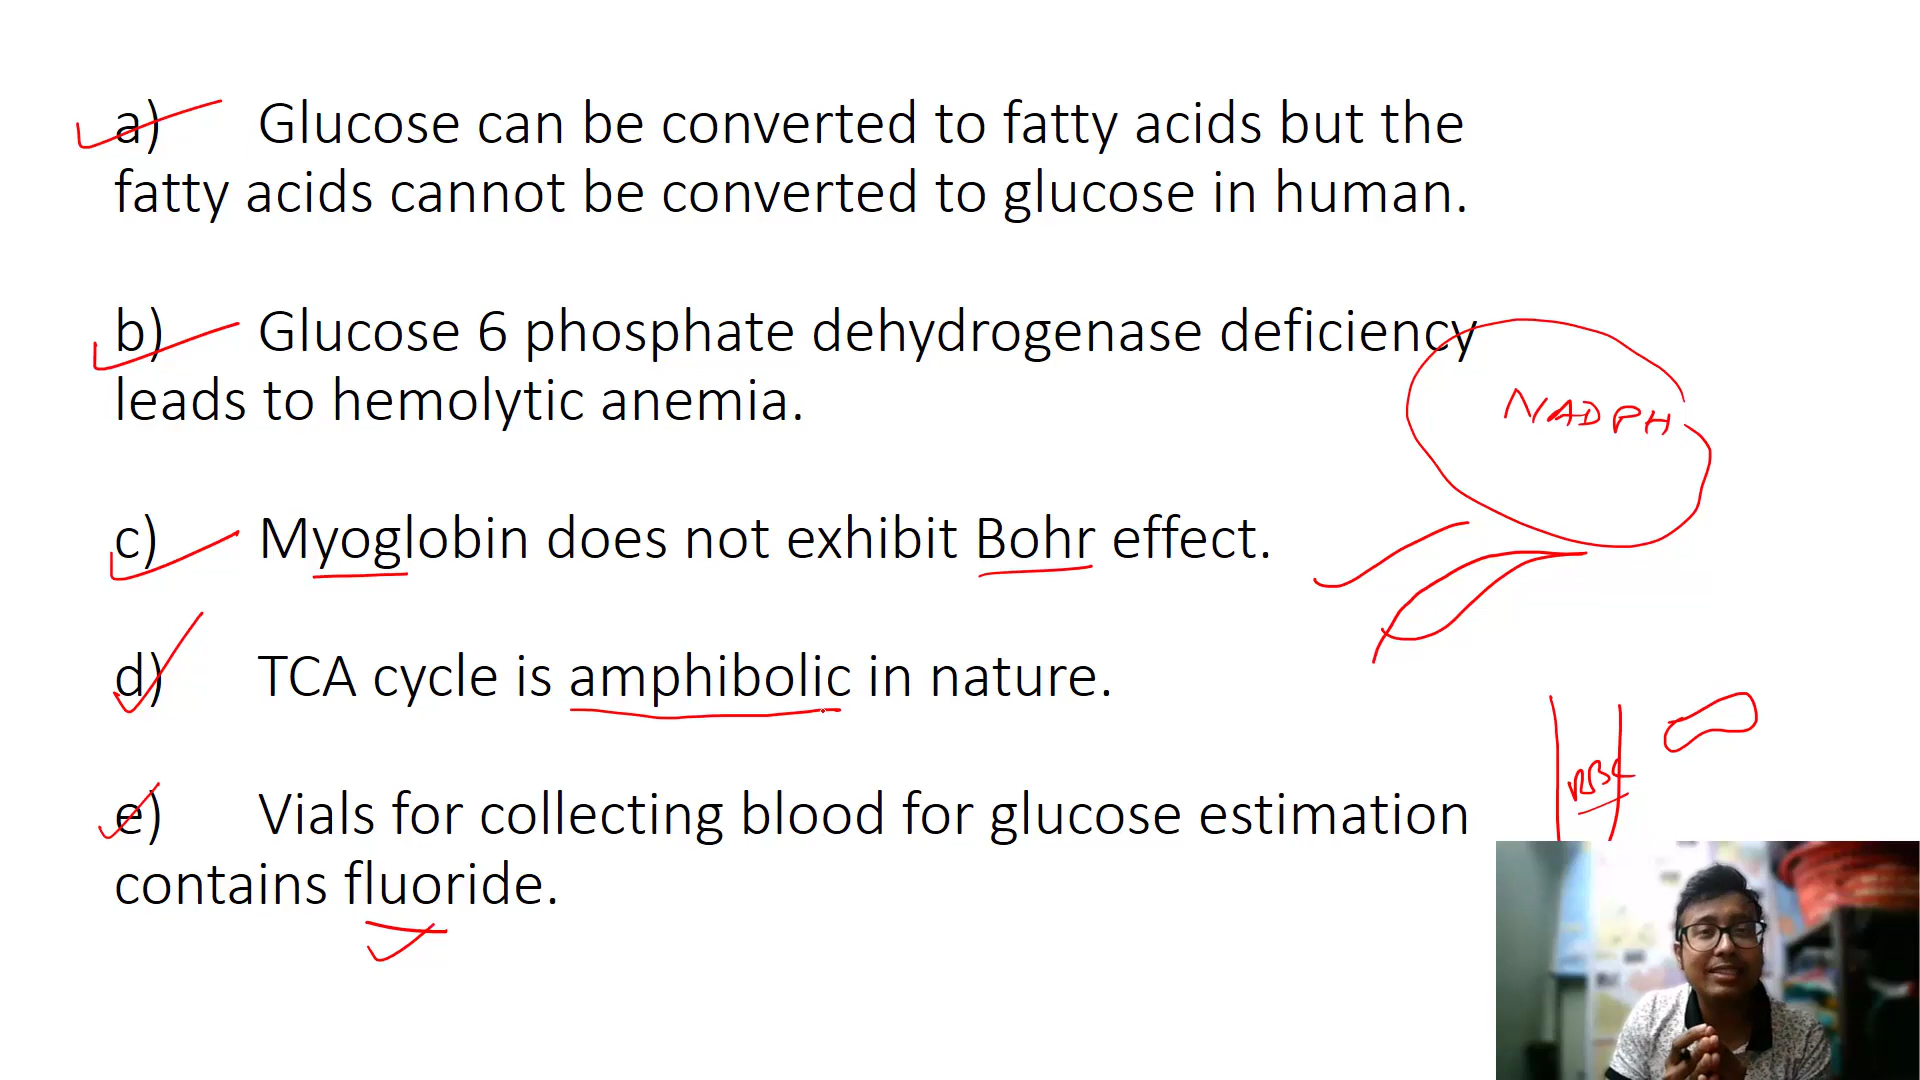 a) Glucose can be converted to fatty acids but the
fatty acids cannot be converted to glucose in human.
b) Glucose 6 phosphate dehydrogenase deficiency
leads to hemolytic anemia.
NADPH
c) Myoglobin does not exhibit Bohr effect.
d) TCA cycle is amphibolic in nature.
RBC
e) Vials for collecting blood for glucose estimation
contains fluoride.